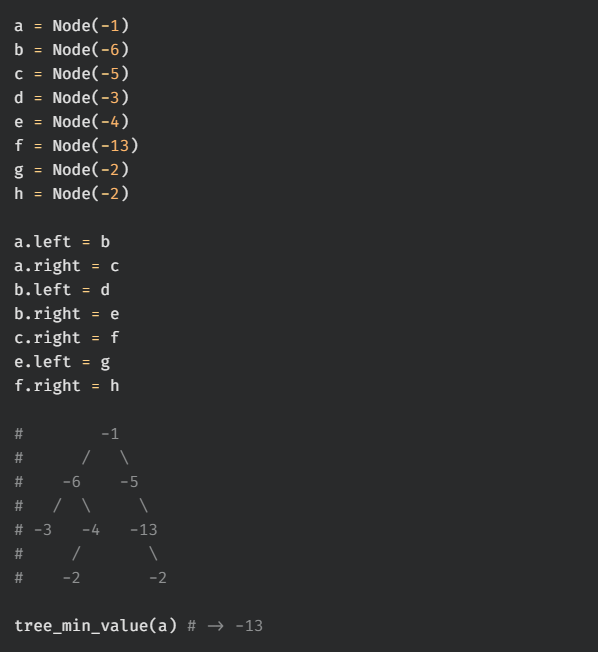 a = Node(-1)
b = Node(-6)
c = Node(-5)
d = Node(-3)
e = Node(-4)
f = Node(-13)
g = Node(-2)
h = Node(-2)

a.left = b
a.right = c
b.left = d
b.right = e
c.right = f
e.left = g
f.right = h

#        -1
#      /   \
#    -6    -5
#   /  \     \
# -3   -4   -13
#     /       \
#    -2       -2

tree_min_value(a) # -> -13